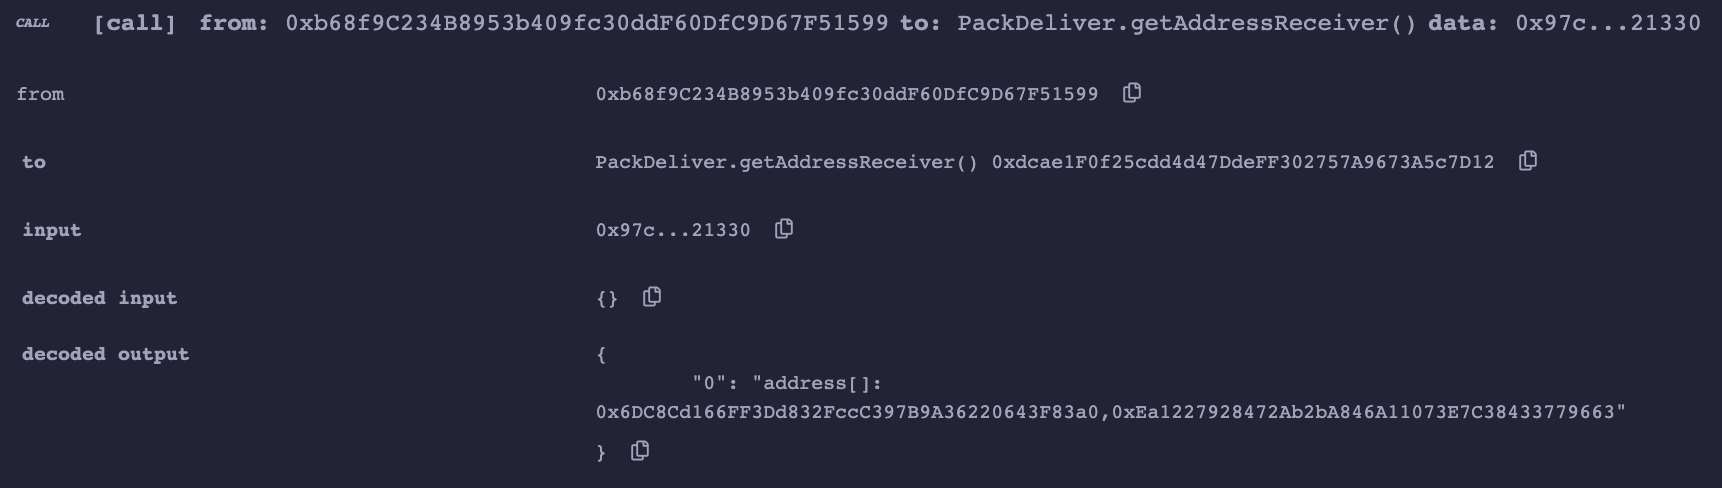 CALL [call] from: 0xb68f9C234B8953b409fc30ddF60DfC9D67F51599 to: PackDeliver.getAddressReceiver() data: 0x97c...21330
from 0xb68f9C234B8953b409fc30ddF60DfC9D67F51599
to PackDeliver.getAddressReceiver() 0xdcae1F0f25cdd4d47DdeFF302757A9673A5c7D12
input 0x97c...21330
decoded input {}
decoded output {
"0": "address[]:
0x6DC8Cd166FF3Dd832FccC397B9A36220643F83a0,0xEa1227928472Ab2bA846A11073E7C38433779663"
}